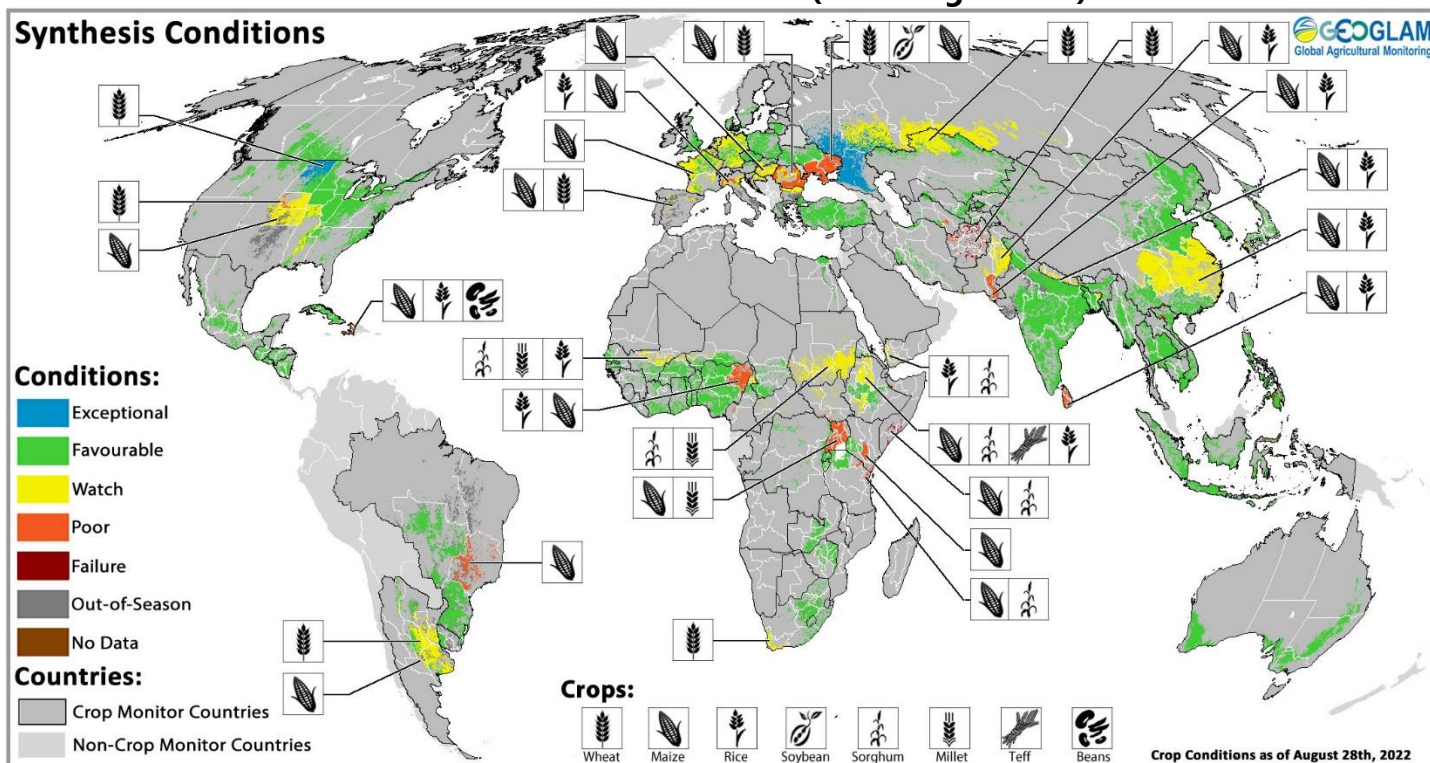 Synthesis Conditions
GEOGLAM
Global Agricultural Monitoring
Conditions:
Exceptional
Favourable
Watch
Poor
Failure
Out-of-Season
No Data
Countries:
Crop Monitor Countries
Non-Crop Monitor Countries
Crops:
Wheat
Maize
Rice
Soybean
Sorghum
Millet
Teff
Beans
Crop Conditions as of August 28th, 2022